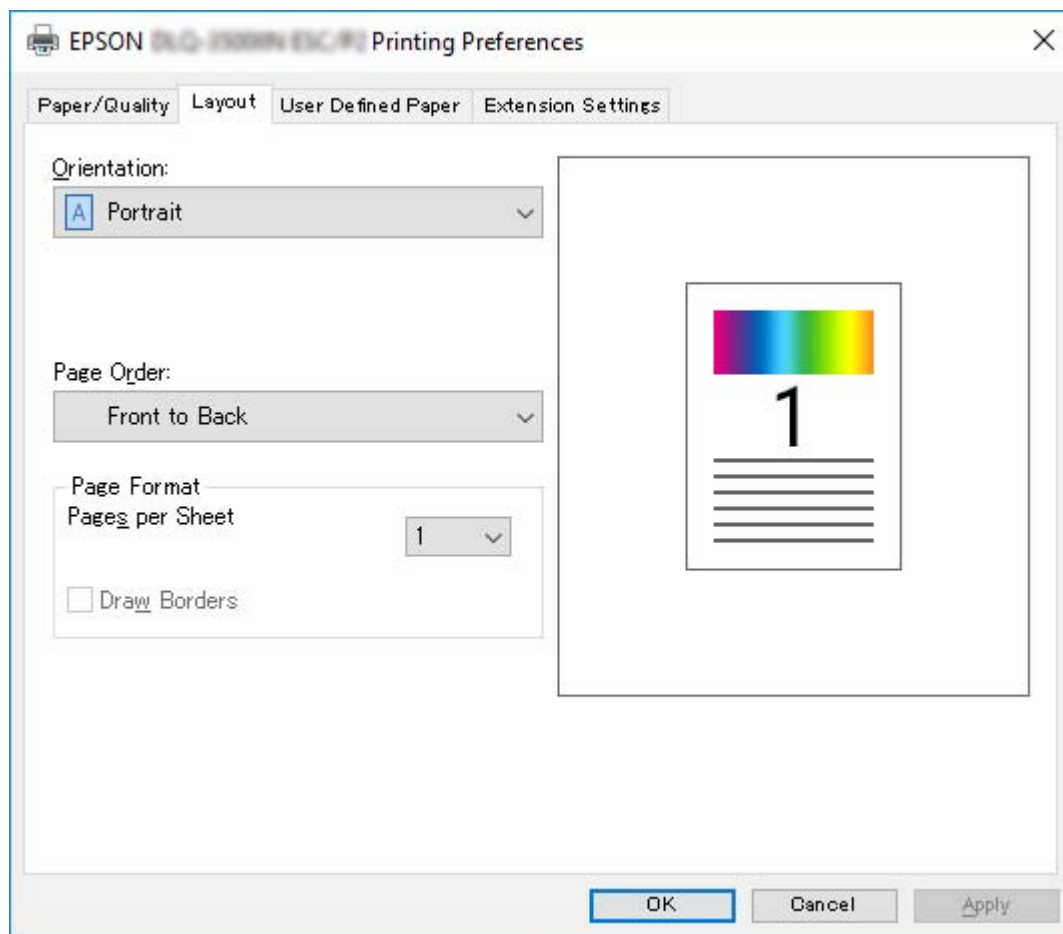 EPSON Printing Preferences
Paper/Quality Layout User Defined Paper Extension Settings
Orientation:
A Portrait
Page Order:
Front to Back
1
Page Format
Pages per Sheet
1
Draw Borders
OK Cancel Apply